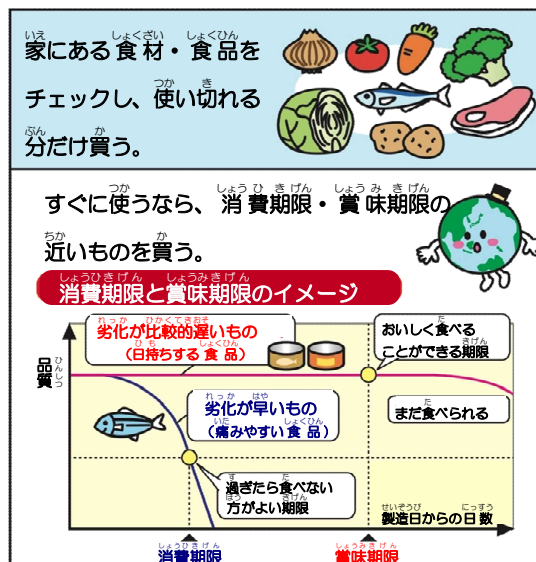 家にある食材・食品を
チェックし、使い切れる
分だけ買う。
すぐに使うなら、消費期限・賞味期限の
近いものを買う。
消費期限と賞味期限のイメージ
劣化が比較的遅いもの
（日持ちする食品）
おいしく食べる
ことができる期限
品質
劣化が早いもの
（痛みやすい食品）
まだ食べられる
過ぎたら食べない
方がよい期限
製造日からの日数
消費期限
賞味期限